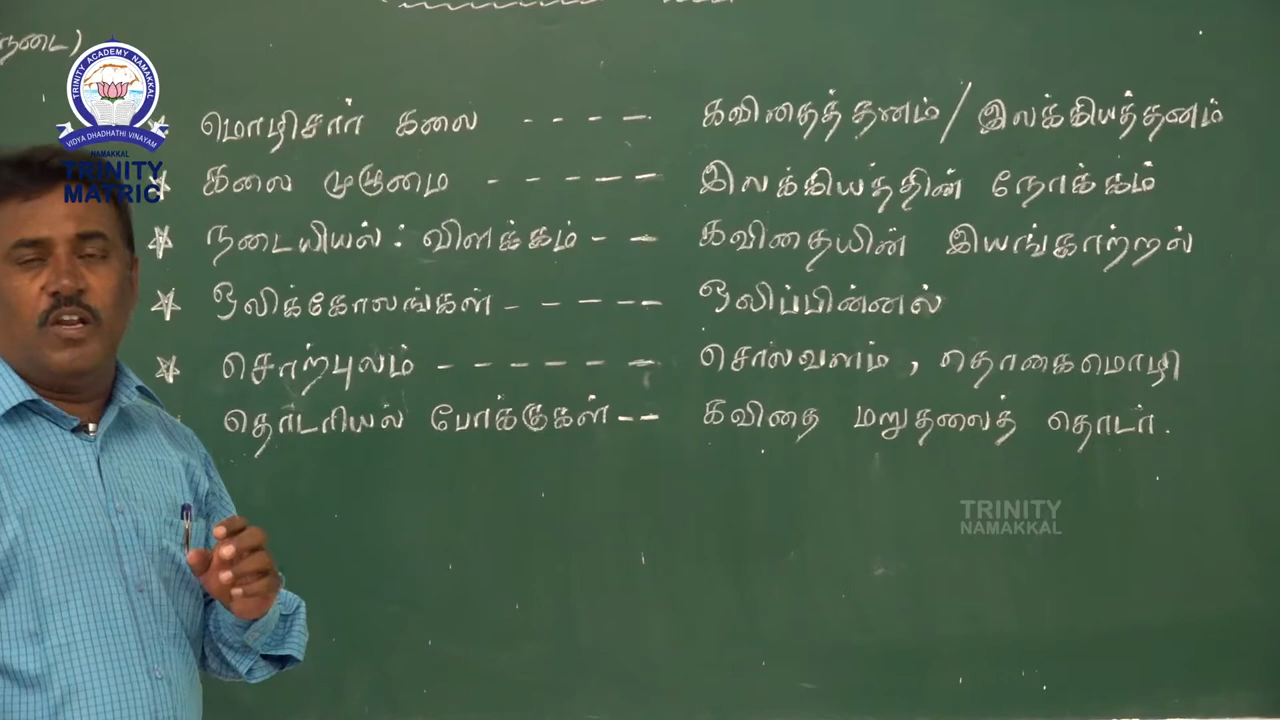 நடை)
TRINITY ACADEMY NAMAKKAL
VIDYA DHADHATHI VINAYAM
NAMAKKAL
TRINITY
MATRIC
மொழிசார் கலை - - - - கவிதைத்தனம் / இலக்கியத்தனம்
கலை முழுமை - - - - - இலக்கியத்தின் நோக்கம்
நடையியல் : விளக்கம் - - கவிதையின் இயங்காற்றல்
ஒலிக்கோலங்கள் - - - - - ஒலிப்பின்னல்
சொற்புலம் - - - - - - - சொல்வளம் , தொகைமொழி
தொடரியல் போக்குகள் - - கவிதை மறுதலைத் தொடர் .
TRINITY
NAMAKKAL